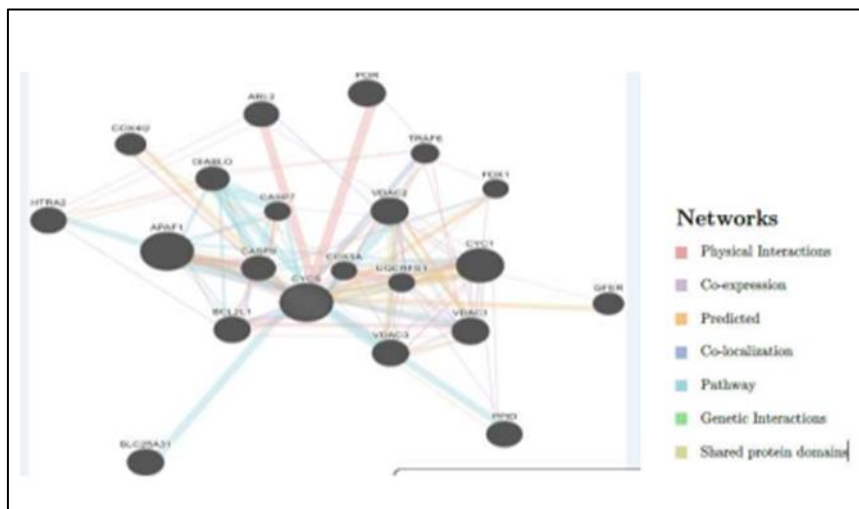 POR
ARL2
COX4I2
TRAF6
DIABLO
FDX1
CASP7
VDAC2
HTRA2
APAF1
CYC1
CASP9
COX5A
UQCRFS1
CYCS
GFER
BCL2L1
VDAC1
VDAC3
PPID
SLC25A31
Networks
Physical Interactions
Co-expression
Predicted
Co-localization
Pathway
Genetic Interactions
Shared protein domains